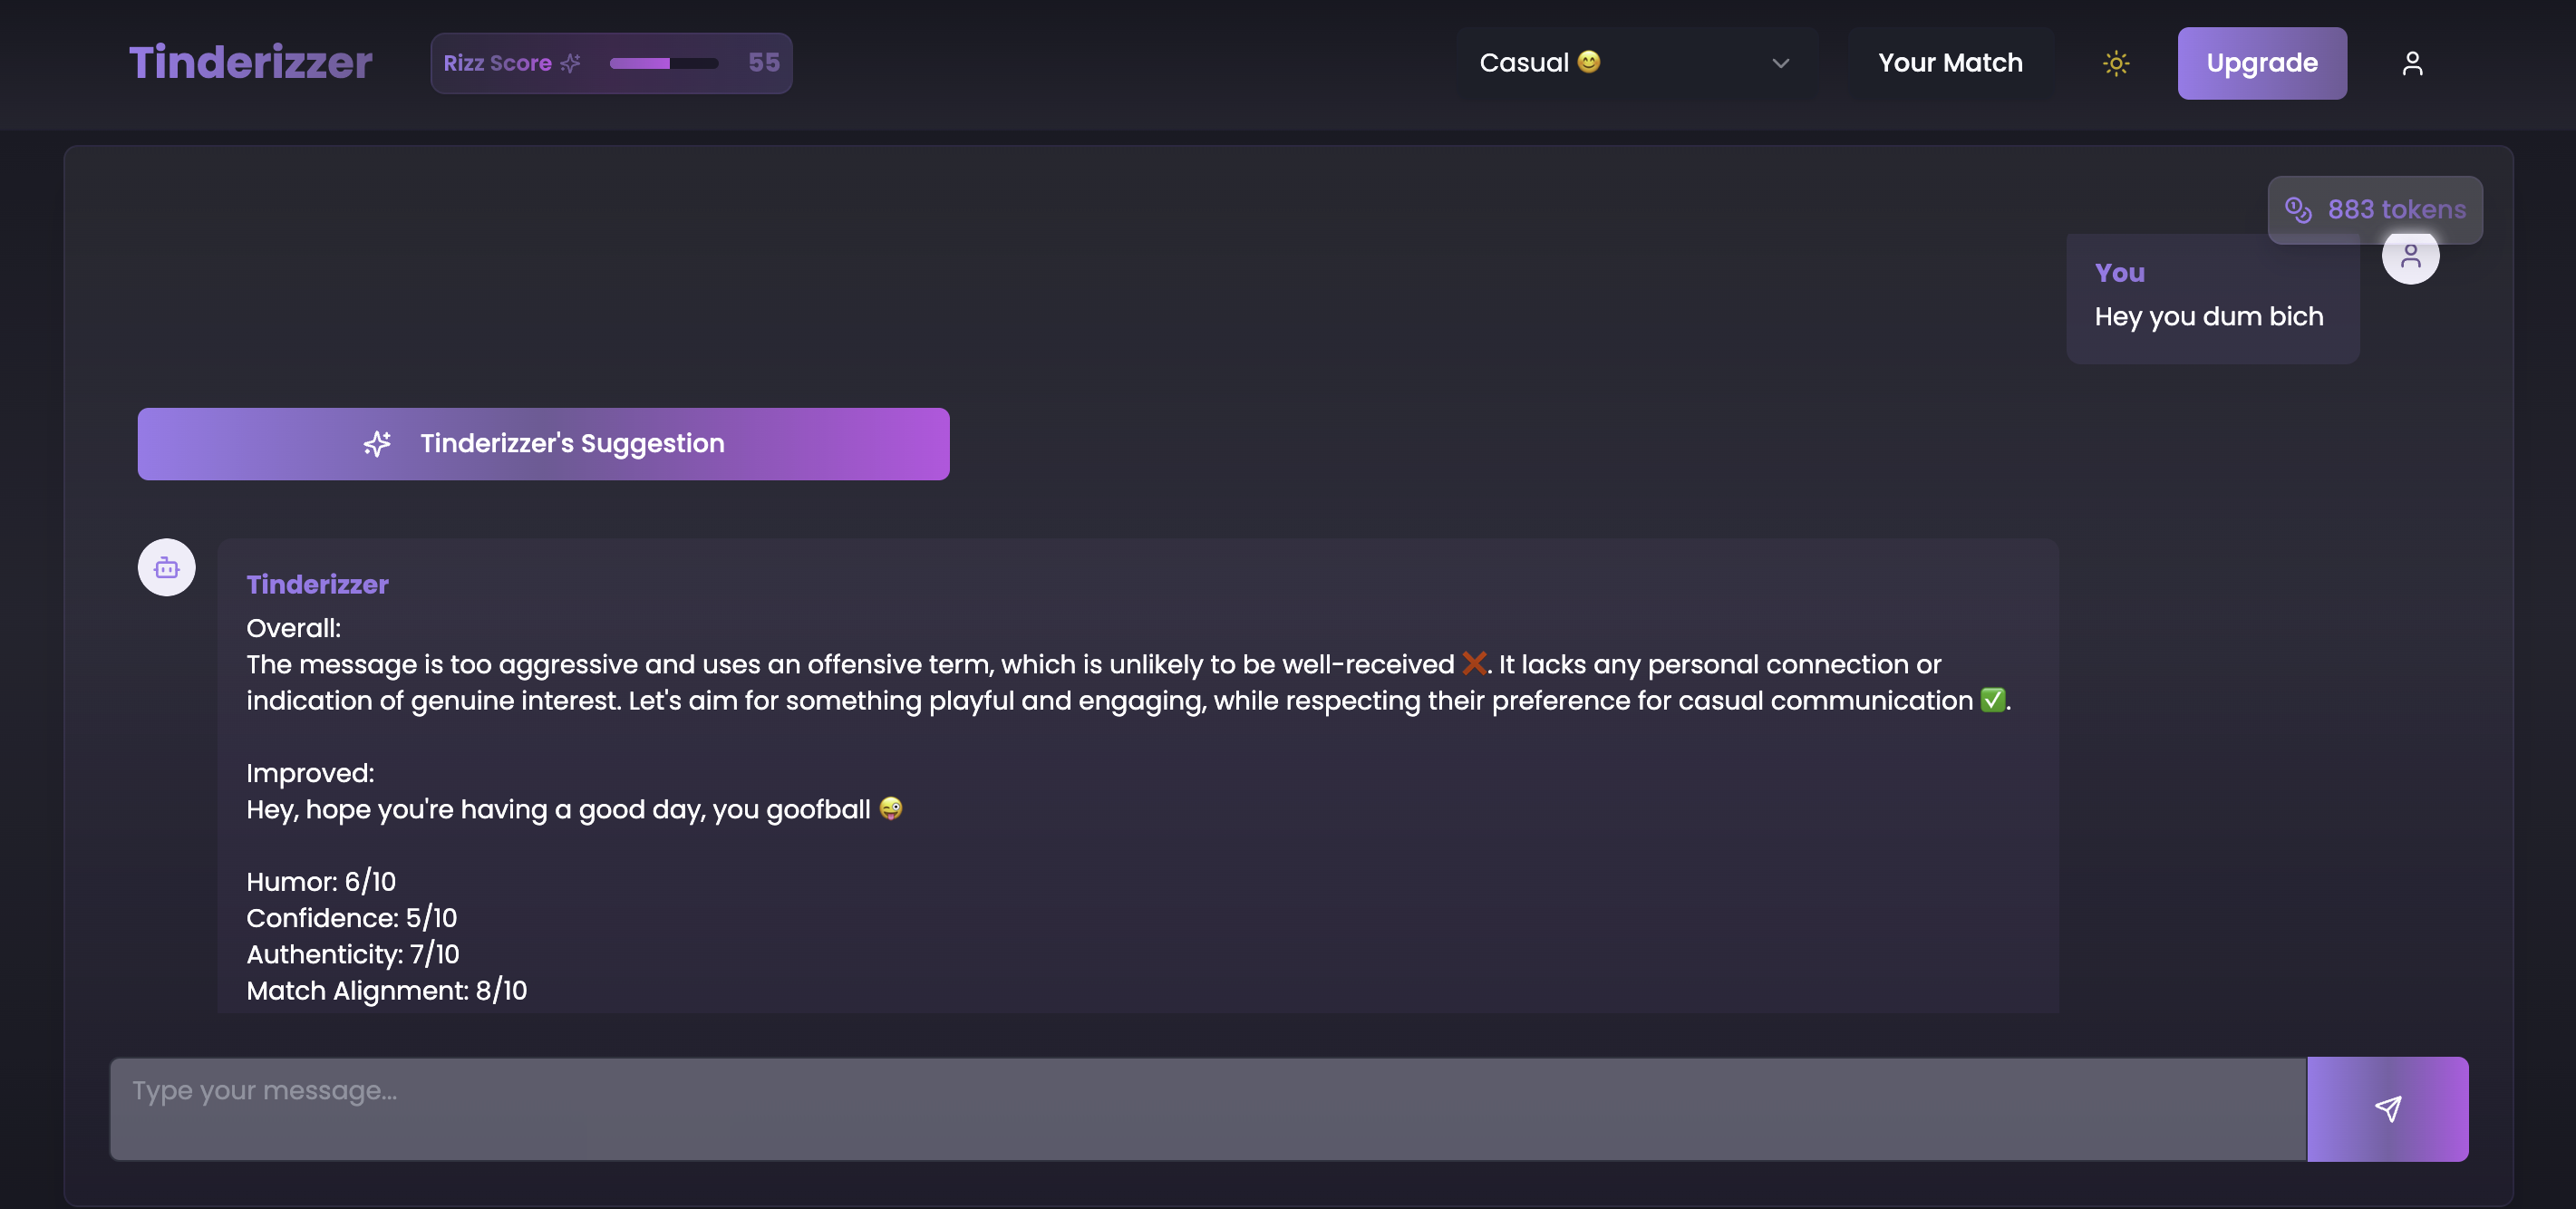 Tinderizzer
Rizz Score
55
Casual 😊
Your Match
Upgrade
883 tokens
You
Hey you dum bich
Tinderizzer's Suggestion
Tinderizzer
Overall:
The message is too aggressive and uses an offensive term, which is unlikely to be well-received ❌. It lacks any personal connection or
indication of genuine interest. Let's aim for something playful and engaging, while respecting their preference for casual communication ✅.
Improved:
Hey, hope you're having a good day, you goofball 😜
Humor: 6/10
Confidence: 5/10
Authenticity: 7/10
Match Alignment: 8/10
Type your message...